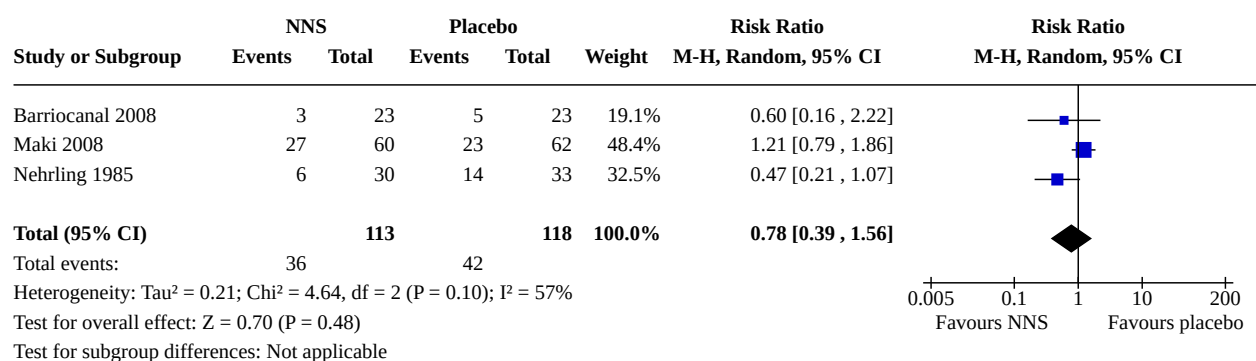 NNS Placebo Risk Ratio Risk Ratio
Study or Subgroup Events Total Events Total Weight M-H, Random, 95% CI M-H, Random, 95% CI
Barriocanal 2008 3 23 5 23 19.1% 0.60 [0.16 , 2.22]
Maki 2008 27 60 23 62 48.4% 1.21 [0.79 , 1.86]
Nehrling 1985 6 30 14 33 32.5% 0.47 [0.21 , 1.07]
Total (95% CI) 113 118 100.0% 0.78 [0.39 , 1.56]
Total events: 36 42
Heterogeneity: Tau² = 0.21; Chi² = 4.64, df = 2 (P = 0.10); I² = 57%
0.005 0.1 1 10 200
Test for overall effect: Z = 0.70 (P = 0.48) Favours NNS Favours placebo
Test for subgroup differences: Not applicable